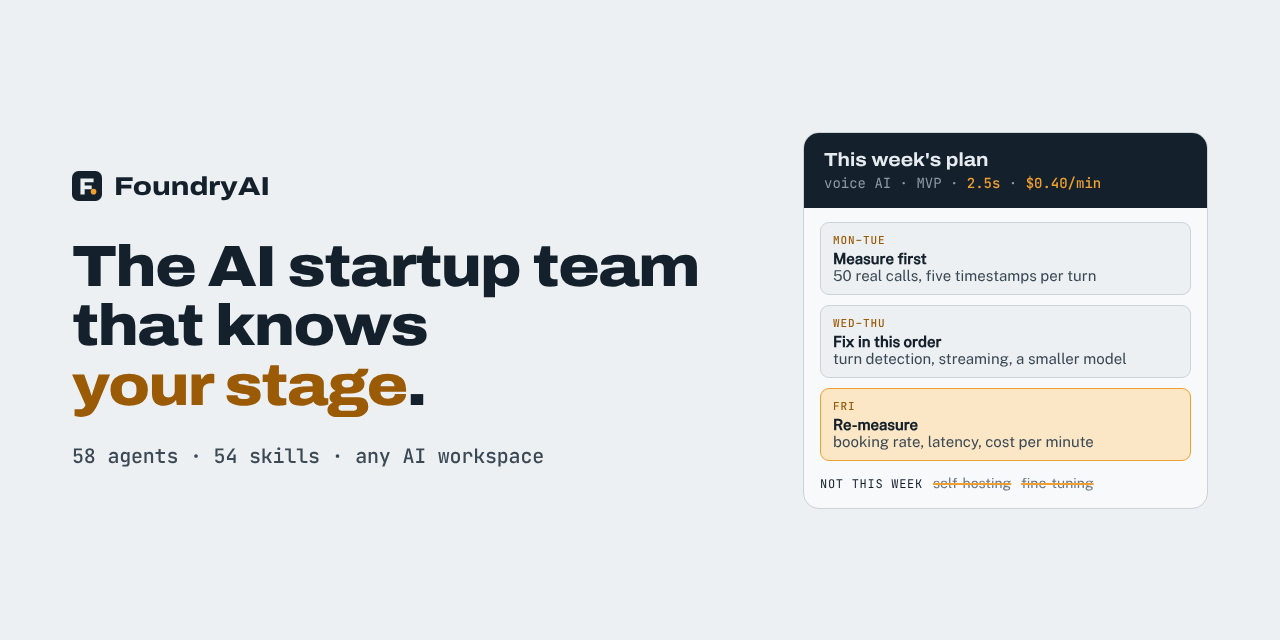 FoundryAI
The AI startup team
that knows
your stage.
58 agents · 54 skills · any AI workspace
This week's plan
voice AI · MVP · 2.5s · $0.40/min
MON–TUE
Measure first
50 real calls, five timestamps per turn
WED–THU
Fix in this order
turn detection, streaming, a smaller model
FRI
Re-measure
booking rate, latency, cost per minute
NOT THIS WEEK self-hosting fine-tuning